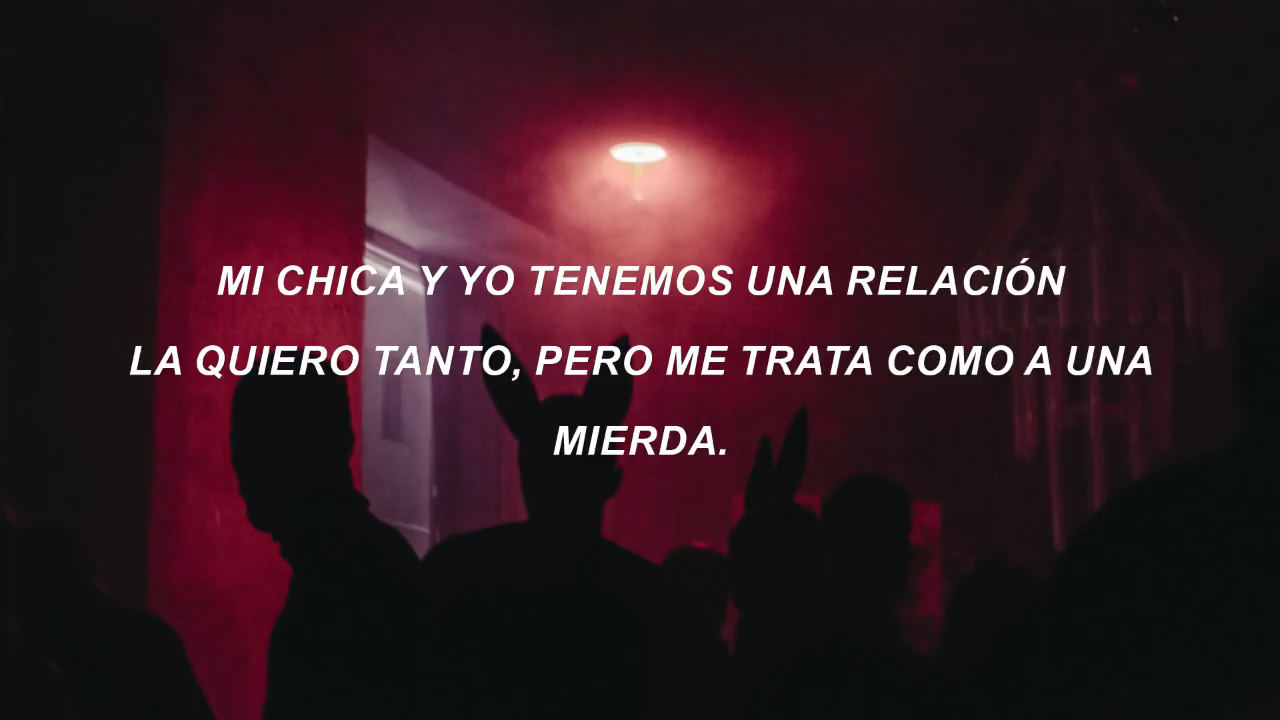 MI CHICA Y YO TENEMOS UNA RELACIÓN
LA QUIERO TANTO, PERO ME TRATA COMO A UNA
MIERDA.